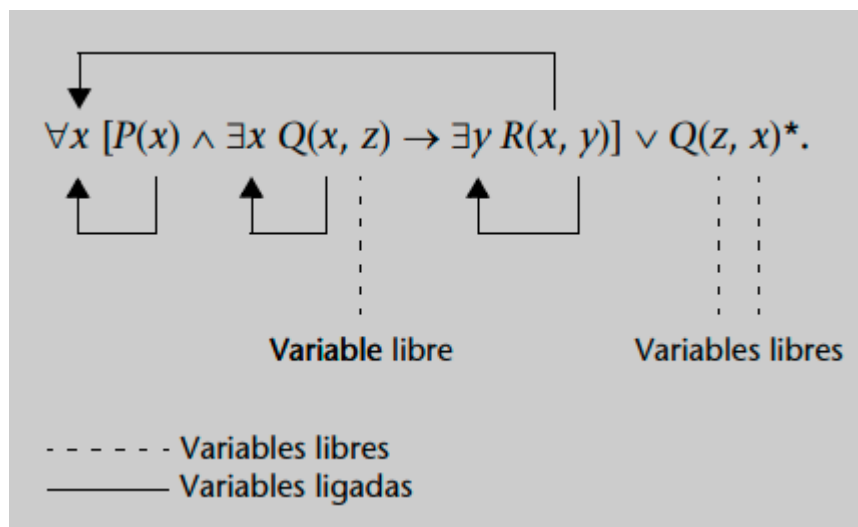 ∀x [P(x) ∧ ∃x Q(x, z) → ∃y R(x, y)] ∨ Q(z, x)*.
Variable libre
Variables libres
Variables libres
Variables ligadas